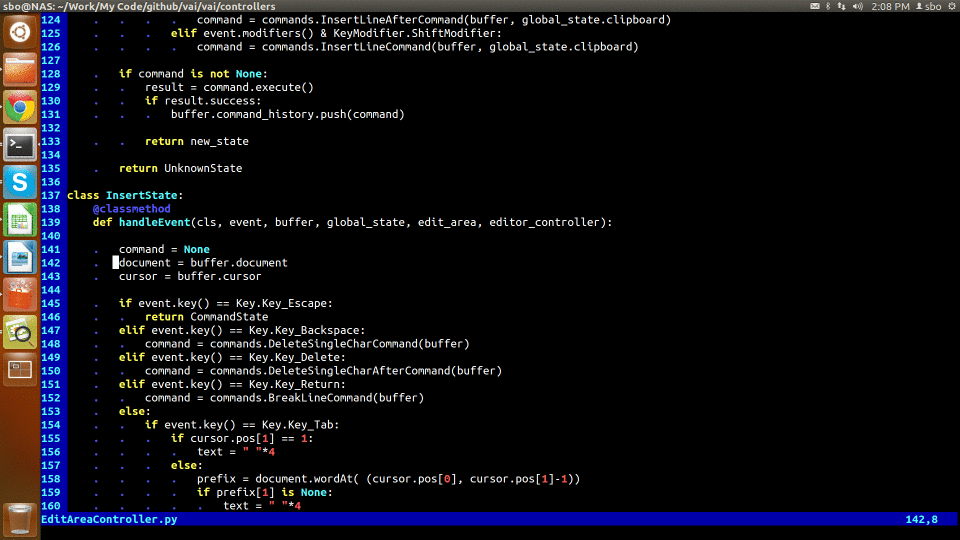 sbo@NAS: ~/Work/My Code/github/vai/vai/controllers 2:08 PM sbo
124 . . . . command = commands.InsertLineAfterCommand(buffer, global_state.clipboard)
125 . . . elif event.modifiers() & KeyModifier.ShiftModifier:
126 . . . . command = commands.InsertLineCommand(buffer, global_state.clipboard)
127
128 . if command is not None:
129 . . result = command.execute()
130 . . if result.success:
131 . . . buffer.command_history.push(command)
132
133 . . return new_state
134
135 . return UnknownState
136
137 class InsertState:
138 @classmethod
139 def handleEvent(cls, event, buffer, global_state, edit_area, editor_controller):
140
141 . command = None
142 . document = buffer.document
143 . cursor = buffer.cursor
144
145 . if event.key() == Key.Key_Escape:
146 . . return CommandState
147 . elif event.key() == Key.Key_Backspace:
148 . . command = commands.DeleteSingleCharCommand(buffer)
149 . elif event.key() == Key.Key_Delete:
150 . . command = commands.DeleteSingleCharAfterCommand(buffer)
151 . elif event.key() == Key.Key_Return:
152 . . command = commands.BreakLineCommand(buffer)
153 . else:
154 . . if event.key() == Key.Key_Tab:
155 . . . if cursor.pos[1] == 1:
156 . . . . text = " "*4
157 . . . else:
158 . . . . prefix = document.wordAt( (cursor.pos[0], cursor.pos[1]-1))
159 . . . . if prefix[1] is None:
160 . . . . . text = " "*4
EditAreaController.py 142,8